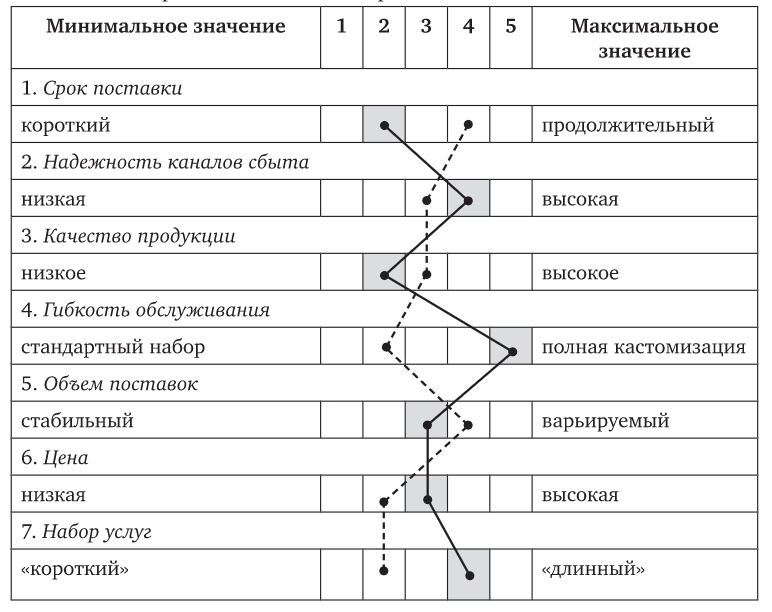 Минимальное значение 1 2 3 4 5 Максимальное
значение
1. Срок поставки
короткий продолжительный
2. Надежность каналов сбыта
низкая высокая
3. Качество продукции
низкое высокое
4. Гибкость обслуживания
стандартный набор полная кастомизация
5. Объем поставок
стабильный варьируемый
6. Цена
низкая высокая
7. Набор услуг
«короткий» «длинный»